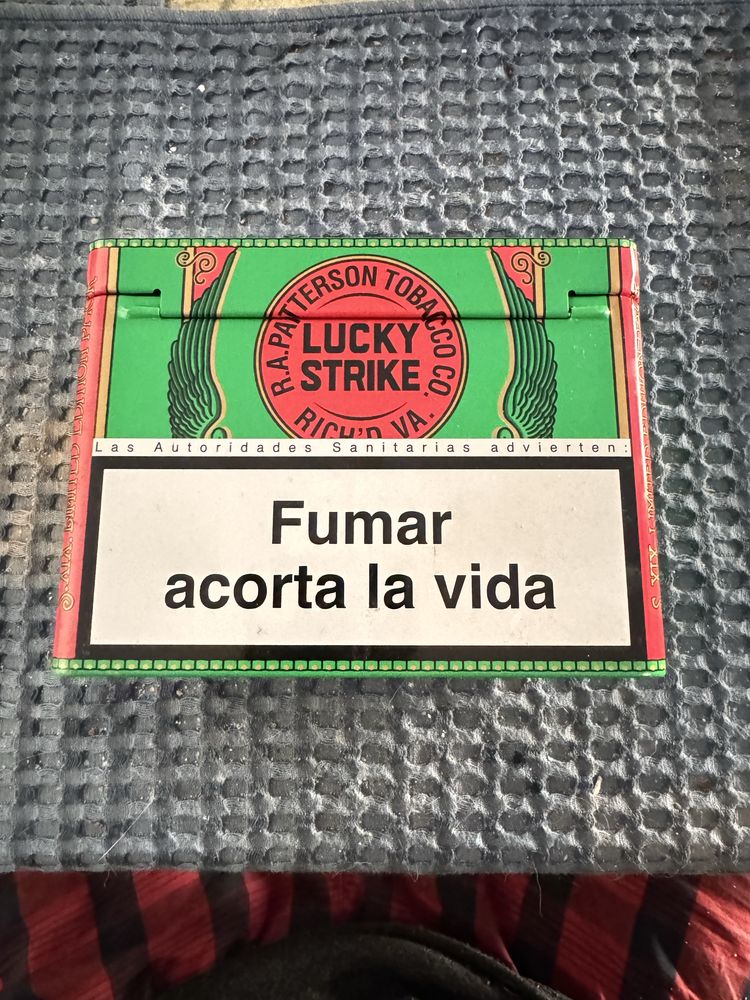 R.A.PATTERSON TOBACCO CO.
LUCKY
STRIKE
RICH'D, VA.
Las Autoridades Sanitarias advierten:
Fumar
acorta la vida